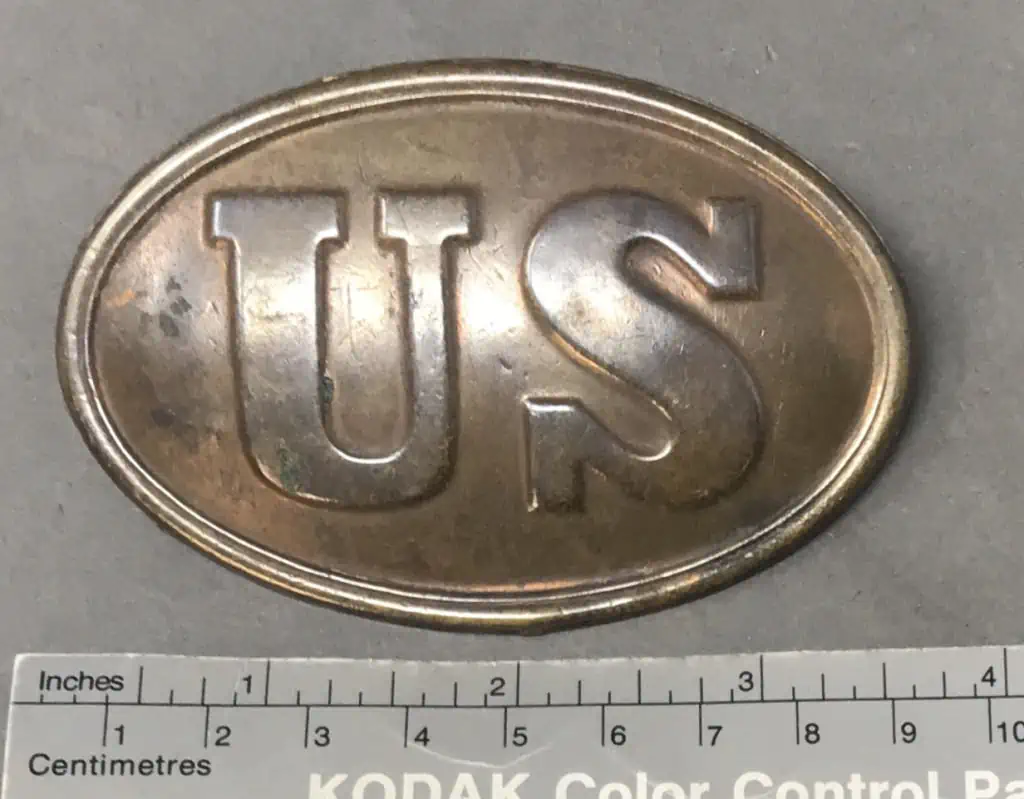 US
Inches 1 2 3 4
1 2 3 4 5 6 7 8 9 10
Centimetres
KODAK Color Control Pa